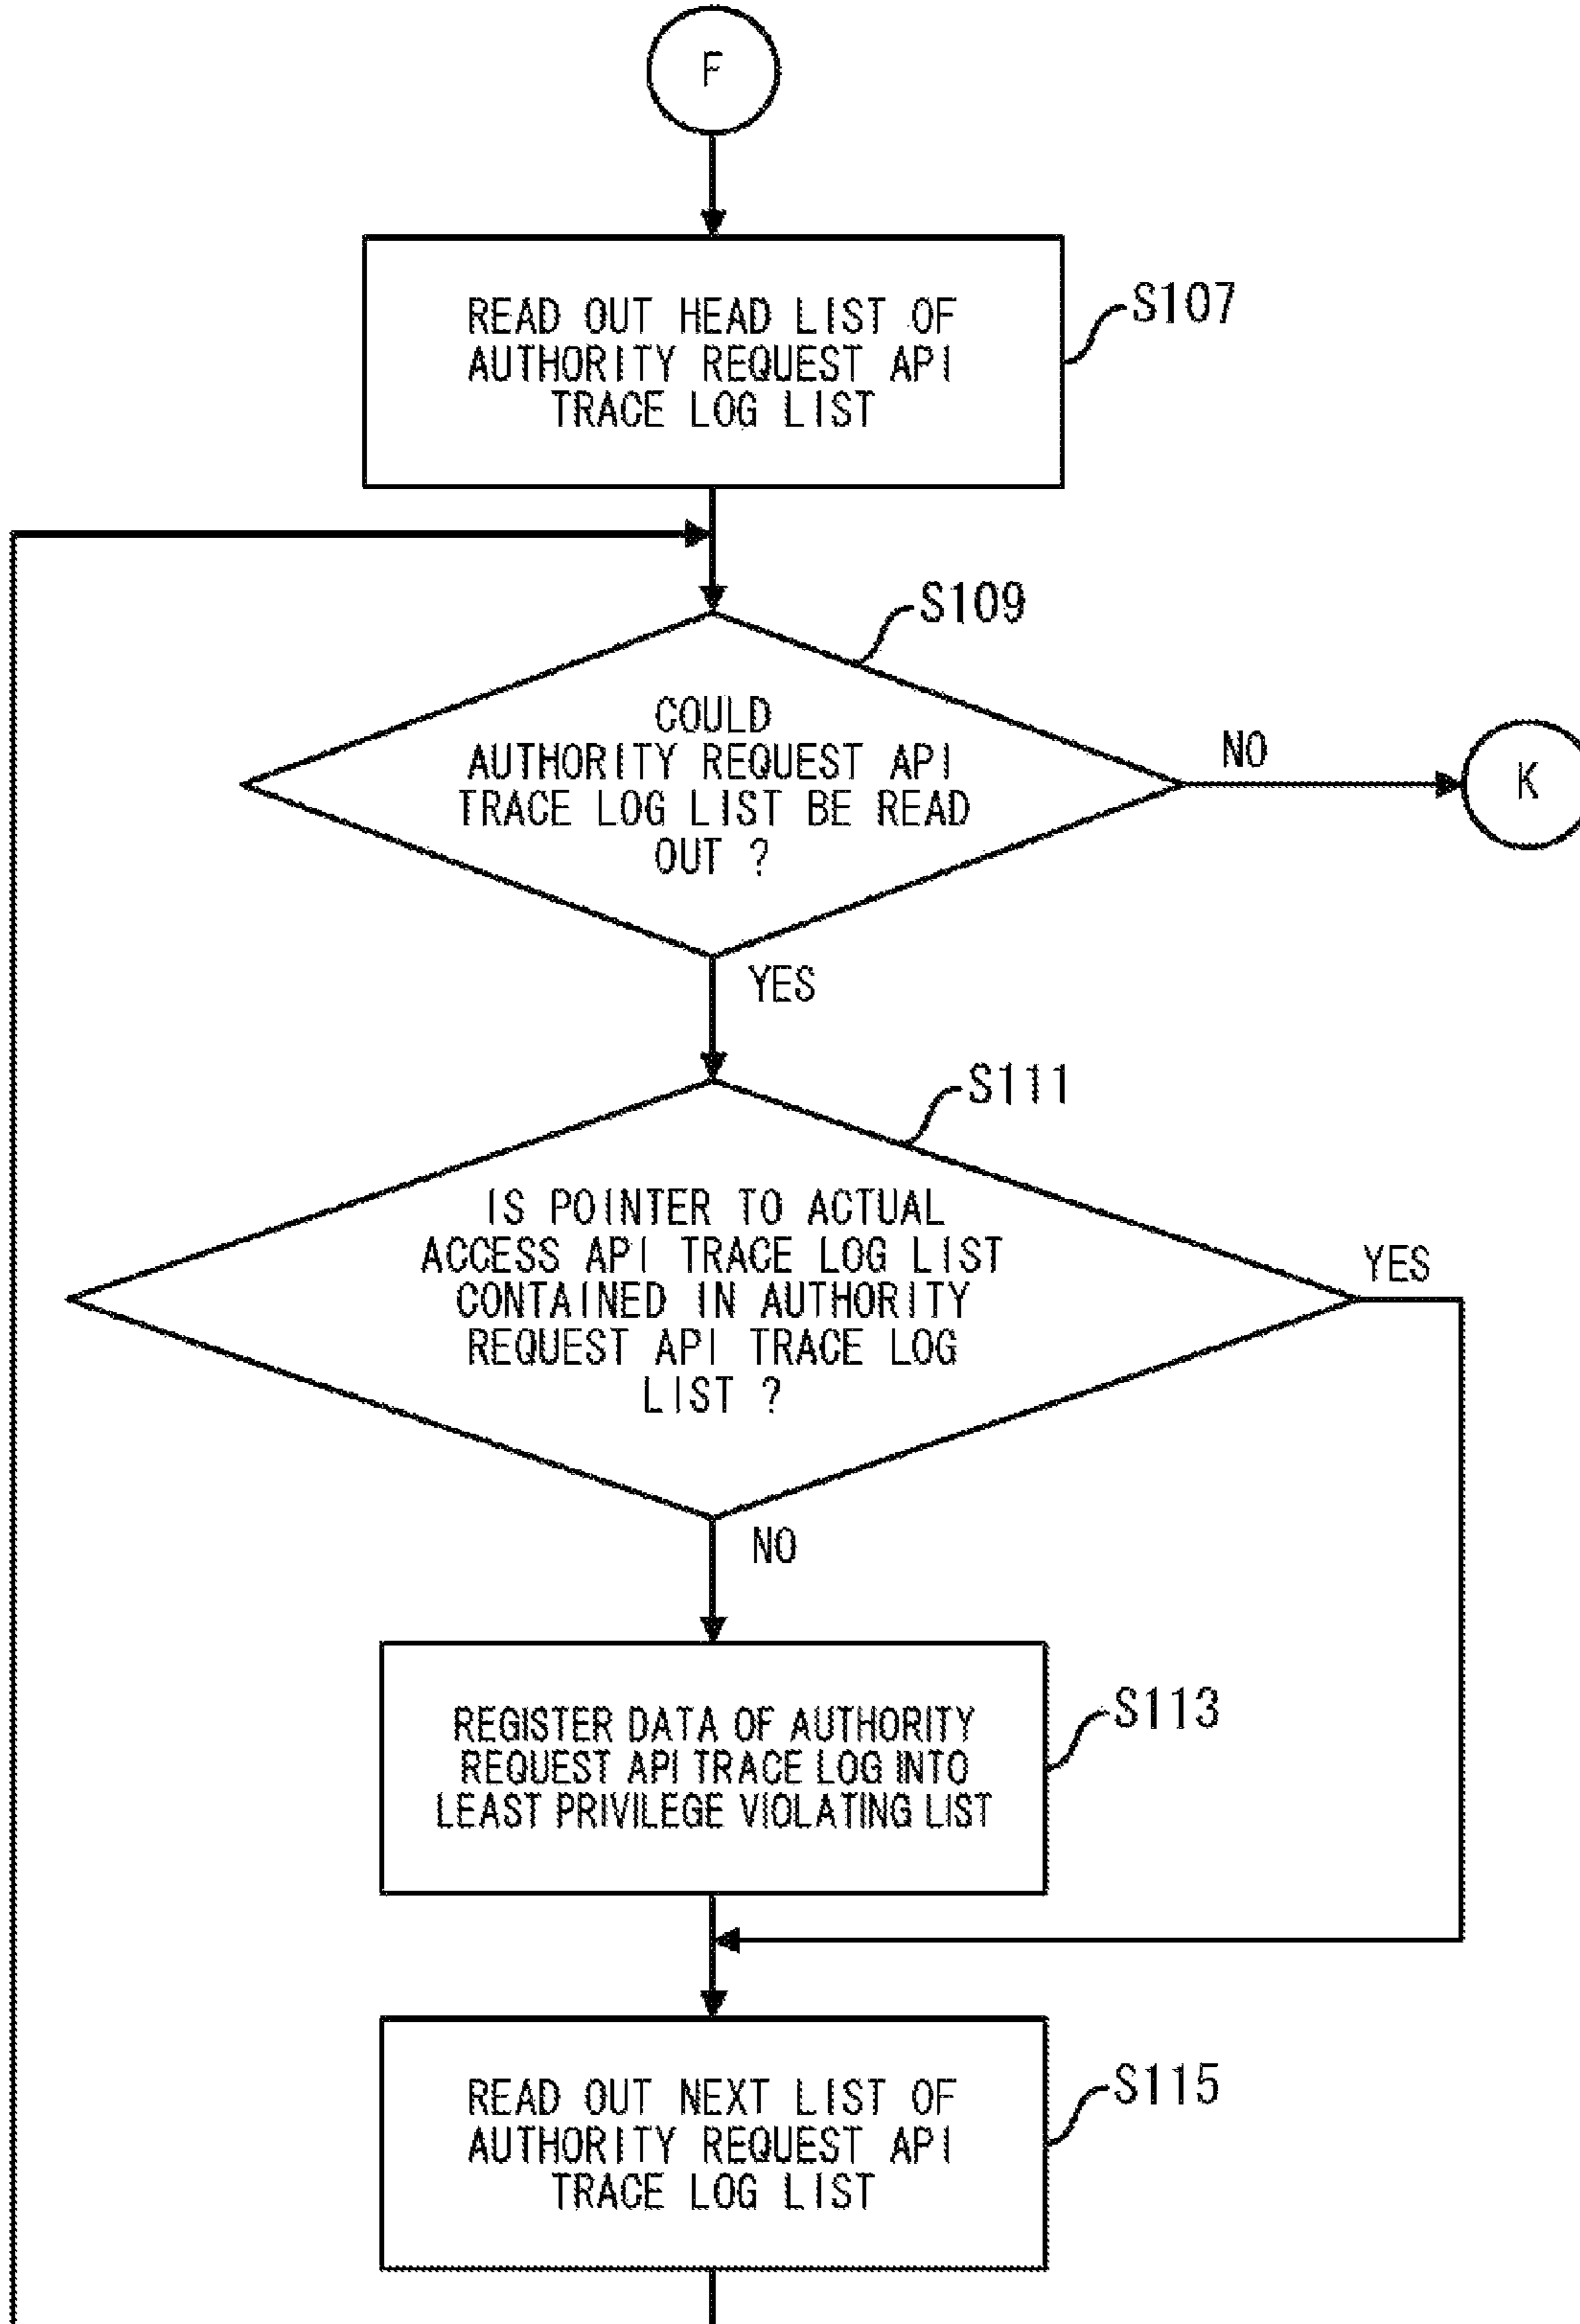 F
READ OUT HEAD LIST OF
AUTHORITY REQUEST API
TRACE LOG LIST
S107
S109
COULD
AUTHORITY REQUEST API
TRACE LOG LIST BE READ
OUT ?
NO
K
YES
S111
IS POINTER TO ACTUAL
ACCESS API TRACE LOG LIST
CONTAINED IN AUTHORITY
REQUEST API TRACE LOG
LIST ?
YES
NO
REGISTER DATA OF AUTHORITY
REQUEST API TRACE LOG INTO
LEAST PRIVILEGE VIOLATING LIST
S113
READ OUT NEXT LIST OF
AUTHORITY REQUEST API
TRACE LOG LIST
S115